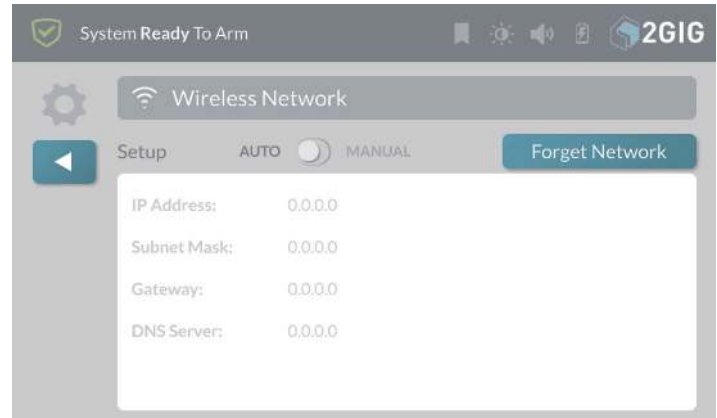 System Ready To Arm
2GIG
Wireless Network
Setup AUTO MANUAL Forget Network
IP Address: 0.0.0.0
Subnet Mask: 0.0.0.0
Gateway: 0.0.0.0
DNS Server: 0.0.0.0